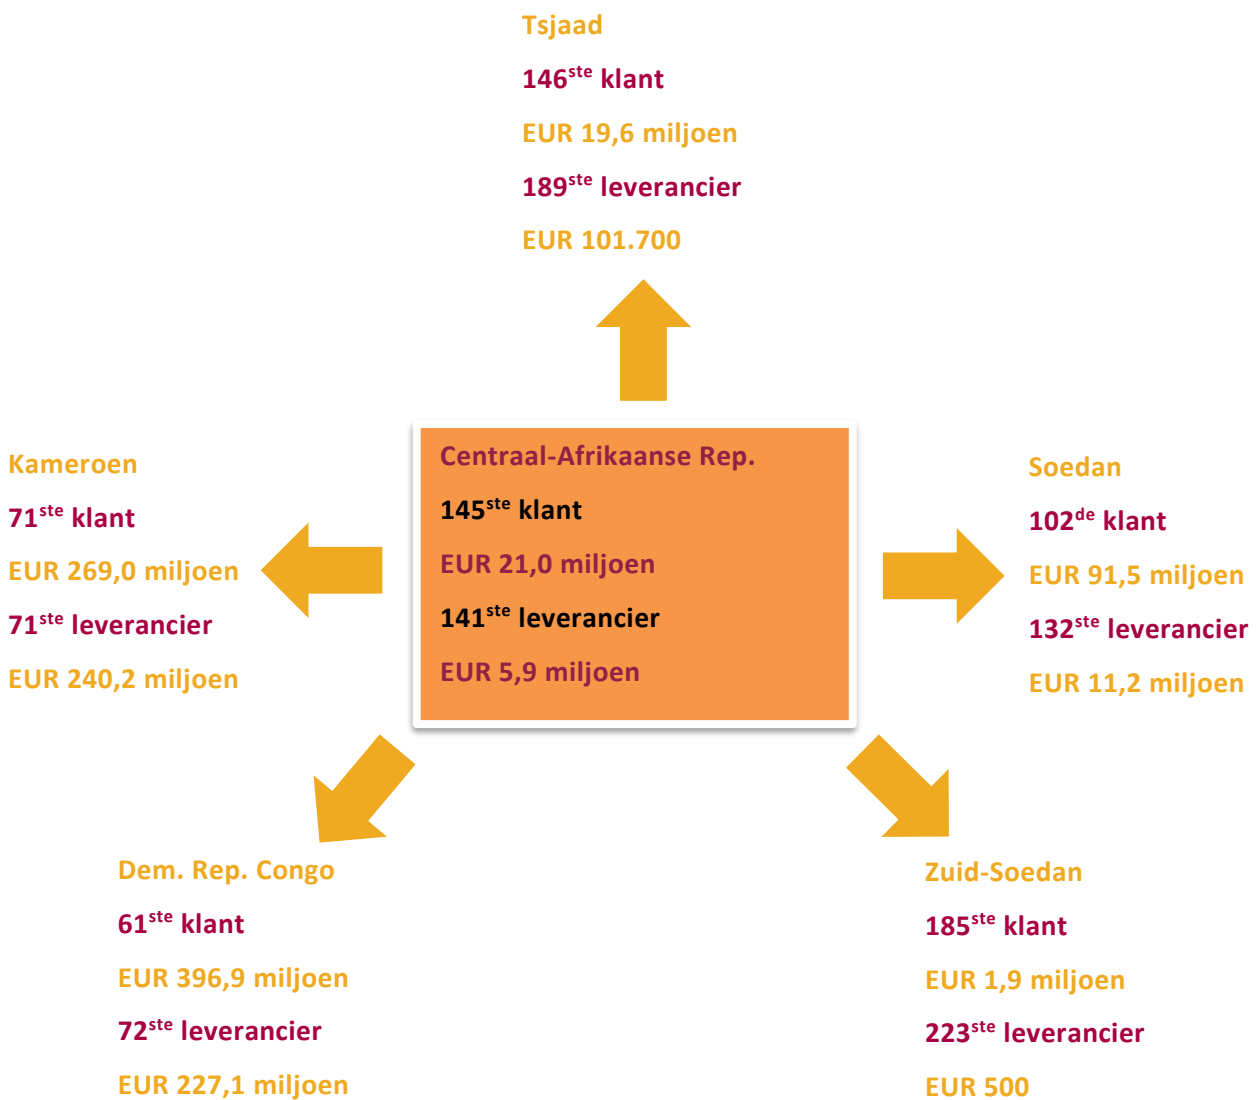 Tsjaad
146ste klant
EUR 19,6 miljoen
189ste leverancier
EUR 101.700
Kameroen
71ste klant
EUR 269,0 miljoen
71ste leverancier
EUR 240,2 miljoen
Centraal-Afrikaanse Rep.
145ste klant
EUR 21,0 miljoen
141ste leverancier
EUR 5,9 miljoen
Soedan
102de klant
EUR 91,5 miljoen
132ste leverancier
EUR 11,2 miljoen
Dem. Rep. Congo
61ste klant
EUR 396,9 miljoen
72ste leverancier
EUR 227,1 miljoen
Zuid-Soedan
185ste klant
EUR 1,9 miljoen
223ste leverancier
EUR 500